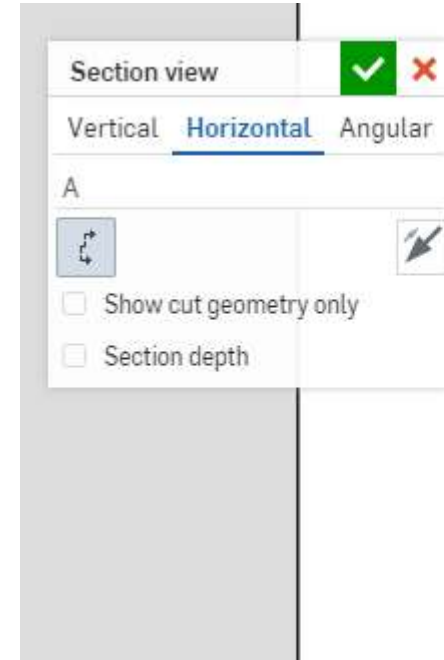 Section view
Vertical Horizontal Angular
A
Show cut geometry only
Section depth